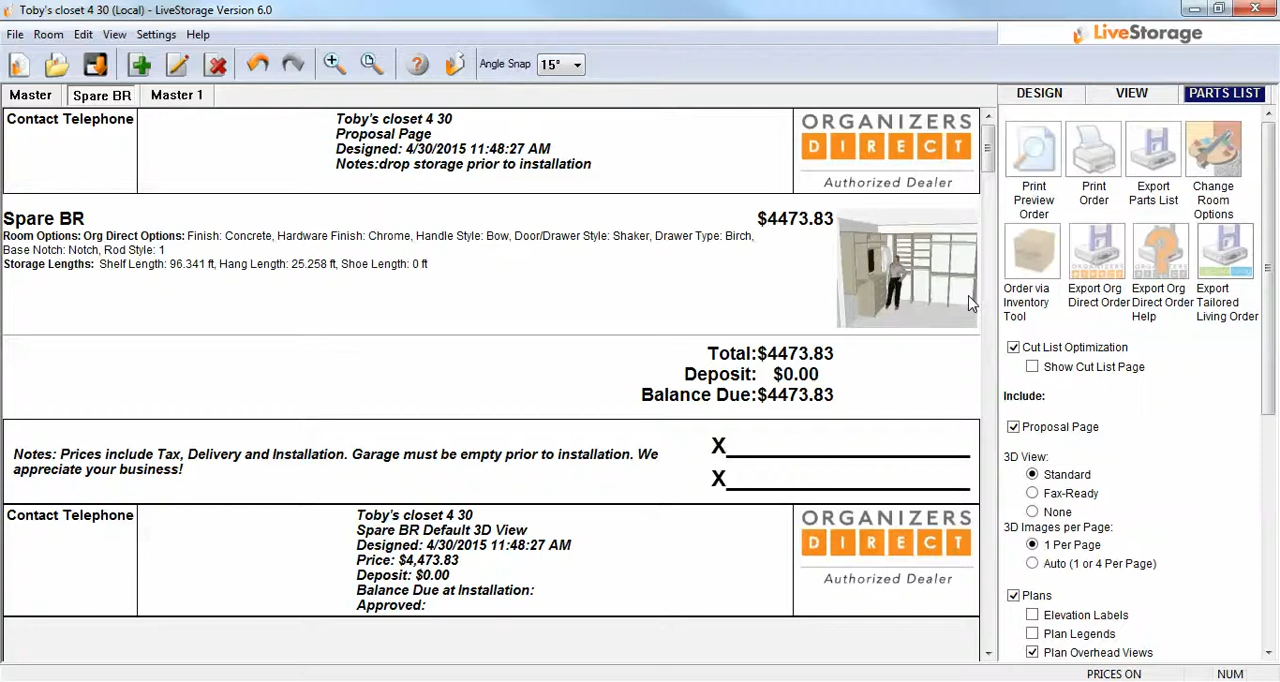 Toby's closet 4 30 (Local) - LiveStorage Version 6.0
File Room Edit View Settings Help
LiveStorage
Angle Snap 15°
Master Spare BR Master 1
DESIGN VIEW PARTS LIST
Contact Telephone
Toby's closet 4 30
Proposal Page
Designed: 4/30/2015 11:48:27 AM
Notes:drop storage prior to installation
ORGANIZERS
DIRECT
Authorized Dealer
Spare BR
$4473.83
Room Options: Org Direct Options: Finish: Concrete, Hardware Finish: Chrome, Handle Style: Bow, Door/Drawer Style: Shaker, Drawer Type: Birch,
Base Notch: Notch, Rod Style: 1
Storage Lengths: Shelf Length: 96.341 ft, Hang Length: 25.258 ft, Shoe Length: 0 ft
Total:$4473.83
Deposit: $0.00
Balance Due:$4473.83
Notes: Prices include Tax, Delivery and Installation. Garage must be empty prior to installation. We
appreciate your business!
X
X
Contact Telephone
Toby's closet 4 30
Spare BR Default 3D View
Designed: 4/30/2015 11:48:27 AM
Price: $4,473.83
Deposit: $0.00
Balance Due at Installation:
Approved:
ORGANIZERS
DIRECT
Authorized Dealer
Print
Preview
Order
Print
Order
Export
Parts List
Change
Room
Options
Order via
Inventory
Tool
Export Org
Direct Order
Export Org
Direct Order
Help
Export
Tailored
Living Order
Cut List Optimization
Show Cut List Page
Include:
Proposal Page
3D View:
Standard
Fax-Ready
None
3D Images per Page:
1 Per Page
Auto (1 or 4 Per Page)
Plans
Elevation Labels
Plan Legends
Plan Overhead Views
PRICES ON NUM